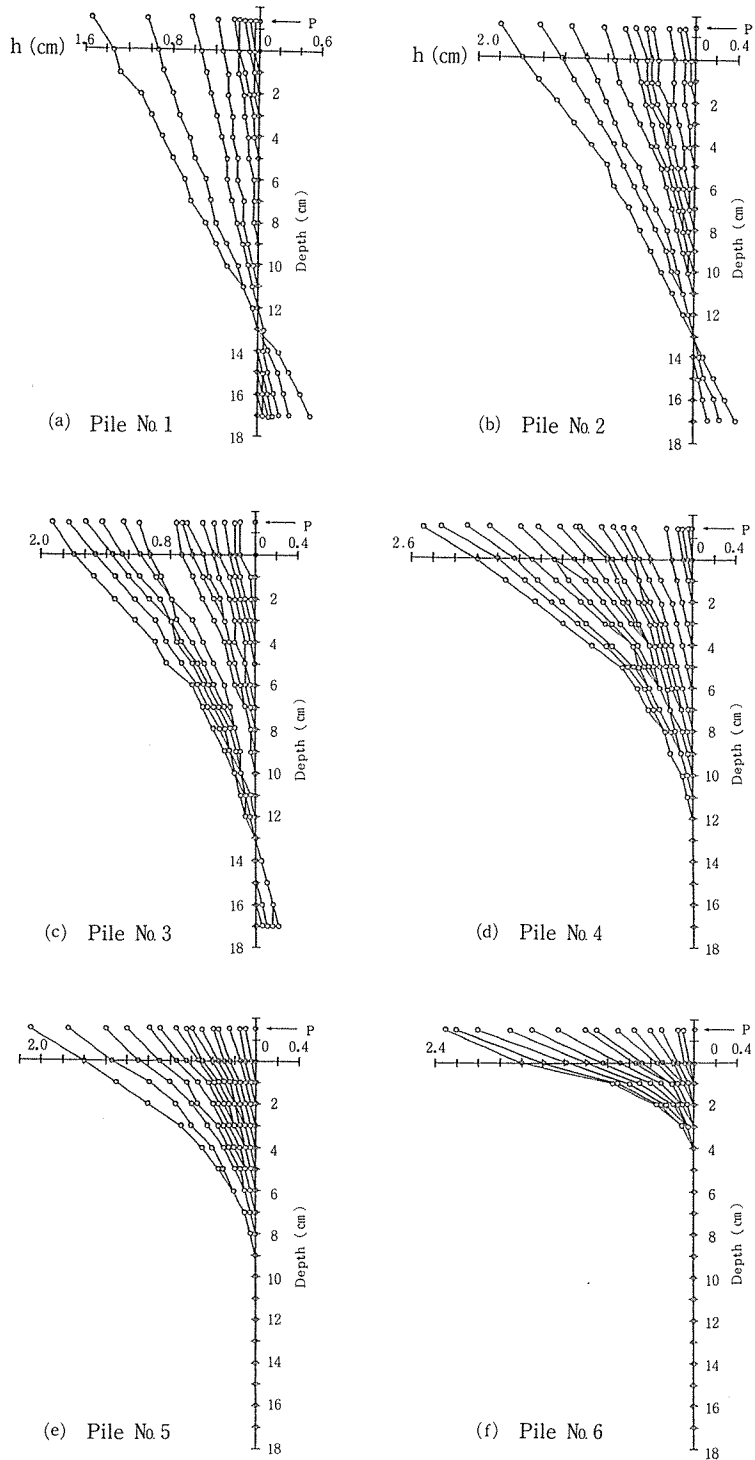 P
h (cm)
1.6 0.8 0 0.6
2
4
6
8
10
12
14
16
18
Depth (cm)
(a) Pile No. 1
P
h (cm)
2.0 0 0.4
2
4
6
8
10
12
14
16
18
Depth (cm)
(b) Pile No. 2
P
2.0 0.8 0 0.4
2
4
6
8
10
12
14
16
18
Depth (cm)
(c) Pile No. 3
P
2.6 0 0.4
2
4
6
8
10
12
14
16
18
Depth (cm)
(d) Pile No. 4
P
2.0 0 0.4
2
4
6
8
10
12
14
16
18
Depth (cm)
(e) Pile No. 5
P
2.4 0 0.4
2
4
6
8
10
12
14
16
18
Depth (cm)
(f) Pile No. 6